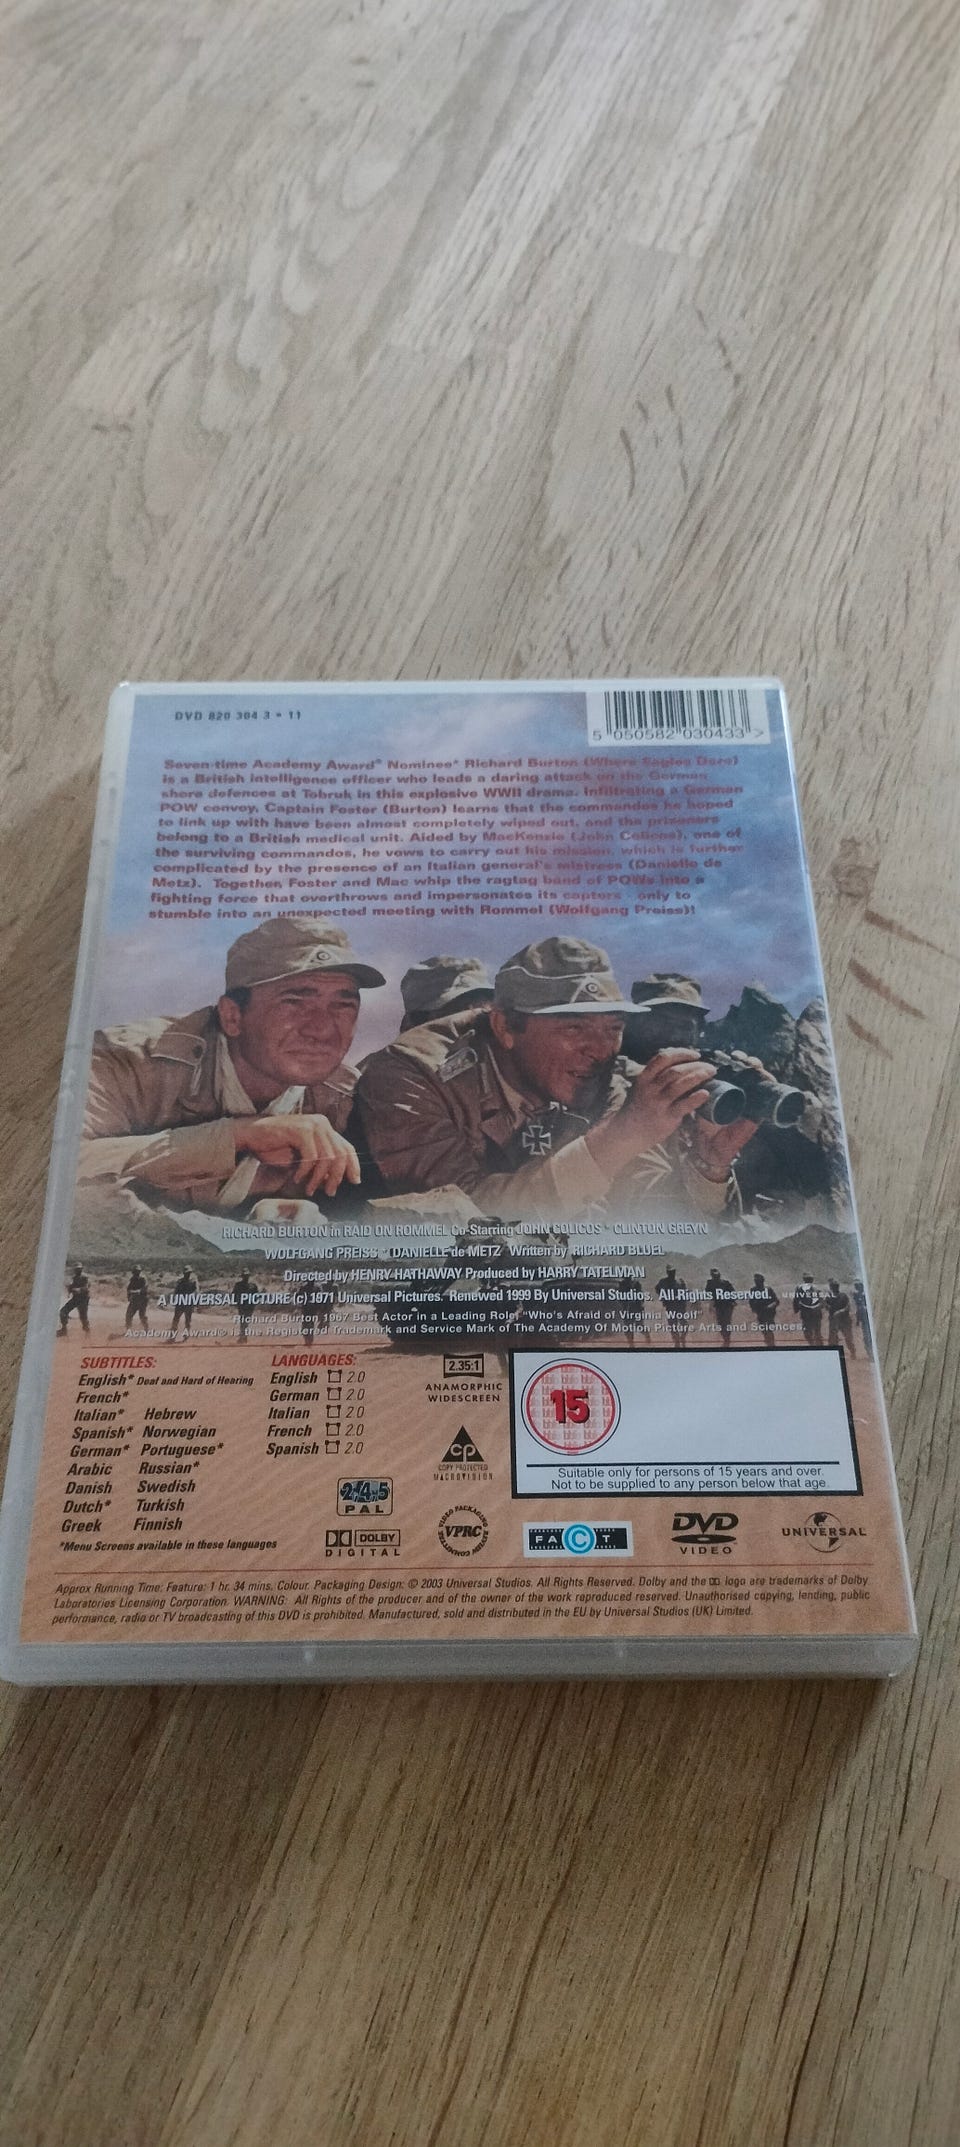 DVD 820 304 3 - 11
5 050582 030433 >
Seven-time Academy Award® Nominee* Richard Burton (Where Eagles Dare)
is a British intelligence officer who leads a daring attack on the German
shore defences at Tobruk in this explosive WWII drama. Infiltrating a German
POW convoy, Captain Foster (Burton) learns that the commandos he hoped
to link up with have been almost completely wiped out, and the prisoners
belong to a British medical unit. Aided by MacKenzie (John Colicos), one of
the surviving commandos, he vows to carry out his mission, which is further
complicated by the presence of an Italian general's mistress (Danielle de
Metz). Together, Foster and Mac whip the ragtag band of POWs into a
fighting force that overthrows and impersonates its captors - only to
stumble into an unexpected meeting with Rommel (Wolfgang Preiss)!
RICHARD BURTON in RAID ON ROMMEL Co-Starring JOHN COLICOS • CLINTON GREYN
WOLFGANG PREISS • DANIELLE de METZ Written by RICHARD BLUEL
Directed by HENRY HATHAWAY Produced by HARRY TATELMAN
A UNIVERSAL PICTURE (c) 1971 Universal Pictures. Renewed 1999 By Universal Studios. All Rights Reserved. UNIVERSAL
*Richard Burton 1967 Best Actor in a Leading Role, "Who's Afraid of Virginia Woolf"
Academy Award® is the Registered Trademark and Service Mark of The Academy Of Motion Picture Arts and Sciences.
SUBTITLES:
English* Deaf and Hard of Hearing
French*
Italian* Hebrew
Spanish* Norwegian
German* Portuguese*
Arabic Russian*
Danish Swedish
Dutch* Turkish
Greek Finnish
*Menu Screens available in these languages
LANGUAGES:
English 2.0
German 2.0
Italian 2.0
French 2.0
Spanish 2.0
2.35:1
ANAMORPHIC
WIDESCREEN
cp
COPY PROTECTED
MACROVISION
2 4 5
PAL
DOLBY
DIGITAL
VIDEO PACKAGING REVIEW COMMITTEE
VPRC
15
Suitable only for persons of 15 years and over.
Not to be supplied to any person below that age.
FACT
DVD
VIDEO
UNIVERSAL
Approx Running Time: Feature: 1 hr. 34 mins. Colour. Packaging Design: © 2003 Universal Studios. All Rights Reserved. Dolby and the logo are trademarks of Dolby
Laboratories Licensing Corporation. WARNING: All Rights of the producer and of the owner of the work reproduced reserved. Unauthorised copying, lending, public
performance, radio or TV broadcasting of this DVD is prohibited. Manufactured, sold and distributed in the EU by Universal Studios (UK) Limited.